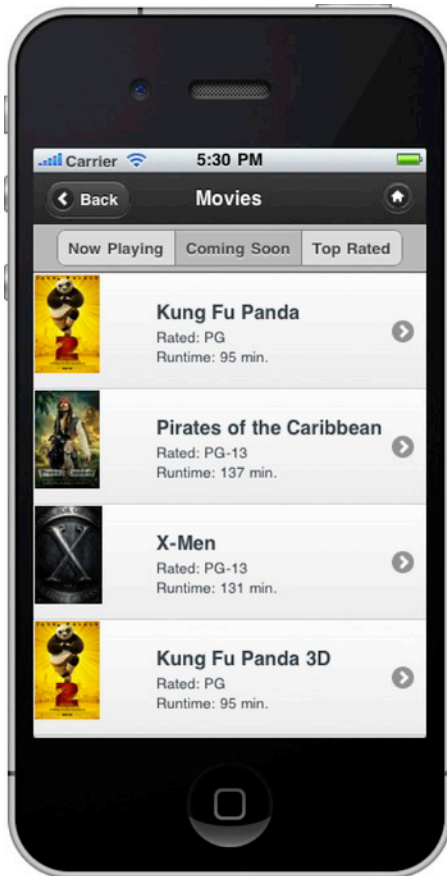 Carrier 5:30 PM
Back Movies
Now Playing Coming Soon Top Rated
2
Kung Fu Panda
Rated: PG
Runtime: 95 min.
Pirates of the Caribbean
Rated: PG-13
Runtime: 137 min.
X
X-Men
Rated: PG-13
Runtime: 131 min.
2
Kung Fu Panda 3D
Rated: PG
Runtime: 95 min.